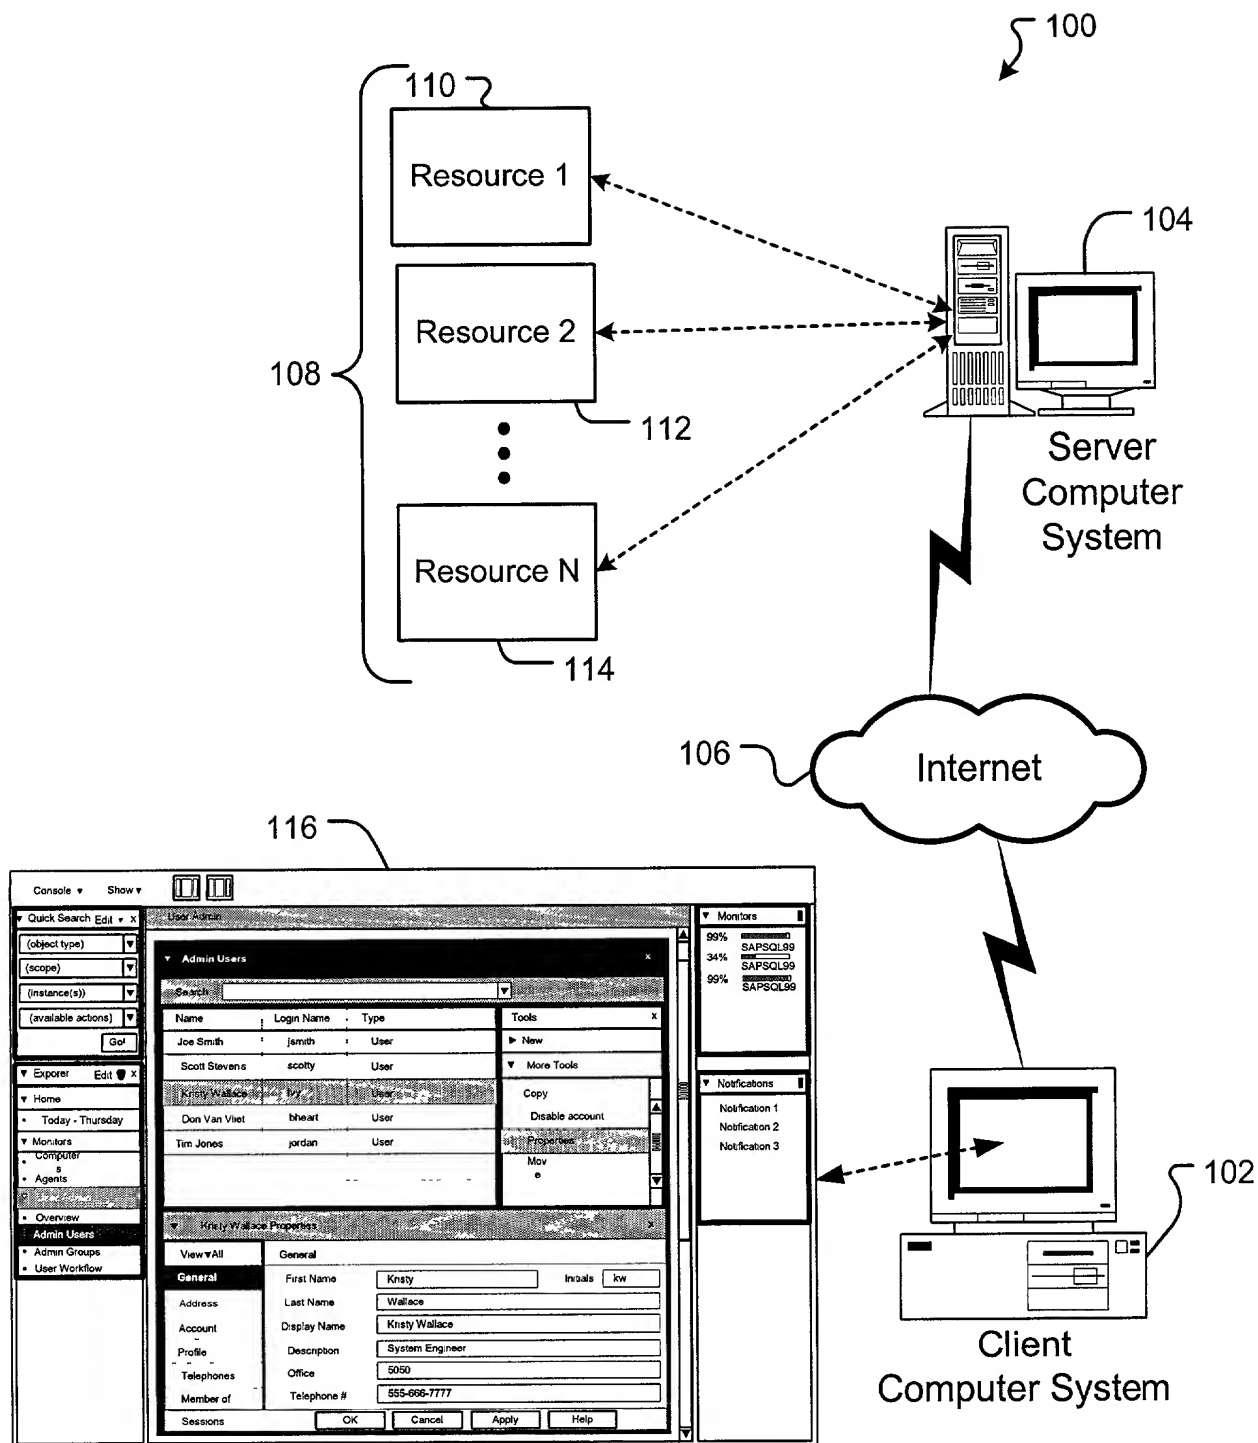 100
110
Resource 1
104
Resource 2
108
112
Server
Computer
System
Resource N
114
106
Internet
116
Console Show
Quick Search Edit x
(object type)
(scope)
(instance(s))
(available actions)
Go!
Exporer Edit x
Home
Today - Thursday
Monitors
Computer
s
Agents
Overview
Admin Users
Admin Groups
User Workflow
User Admin
Admin Users x
Search
Name Login Name Type
Joe Smith jsmith User
Scott Stevens scotty User
Kristy Wallace Ivy User
Don Van Vliet bheart User
Tim Jones jordan User
Tools x
New
More Tools
Copy
Disable account
Properties
Mov
e
Kristy Wallace Properties x
View All
General
Address
Account
Profile
Telephones
Member of
Sessions
General
First Name Kristy Initials kw
Last Name Wallace
Display Name Kristy Wallace
Description System Engineer
Office 5050
Telephone # 555-666-7777
OK Cancel Apply Help
Monitors
99% SAPSQL99
34% SAPSQL99
99% SAPSQL99
Notifications
Notification 1
Notification 2
Notification 3
102
Client
Computer System